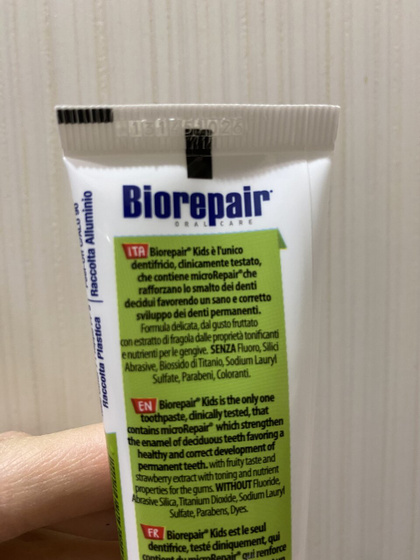 Biorepair®
ORAL CARE
ITA Biorepair® Kids è l'unico
dentifricio, clinicamente testato,
che contiene microRepair® che
rafforzano lo smalto dei denti
decidui favorendo un sano e corretto
sviluppo dei denti permanenti.
Formula delicata, dal gusto fruttato
con estratto di fragola dalle proprietà tonificanti
e nutrienti per le gengive. SENZA Fluoro, Silici
Abrasive, Biossido di Titanio, Sodium Lauryl
Sulfate, Parabeni, Coloranti.
EN Biorepair® Kids is the only one
toothpaste, clinically tested, that
contains microRepair® which strengthen
the enamel of deciduous teeth favoring a
healthy and correct development of
permanent teeth. with fruity taste and
strawberry extract with toning and nutrient
properties for the gums. WITHOUT Fluoride,
Abrasive Silica, Titanium Dioxide, Sodium Lauryl
Sulfate, Parabens, Dyes.
FR Biorepair® Kids est le seul
dentifrice, testé cliniquement, qui
contient du microRepair® qui renforce
Raccolta Alluminio
Raccolta Plastica